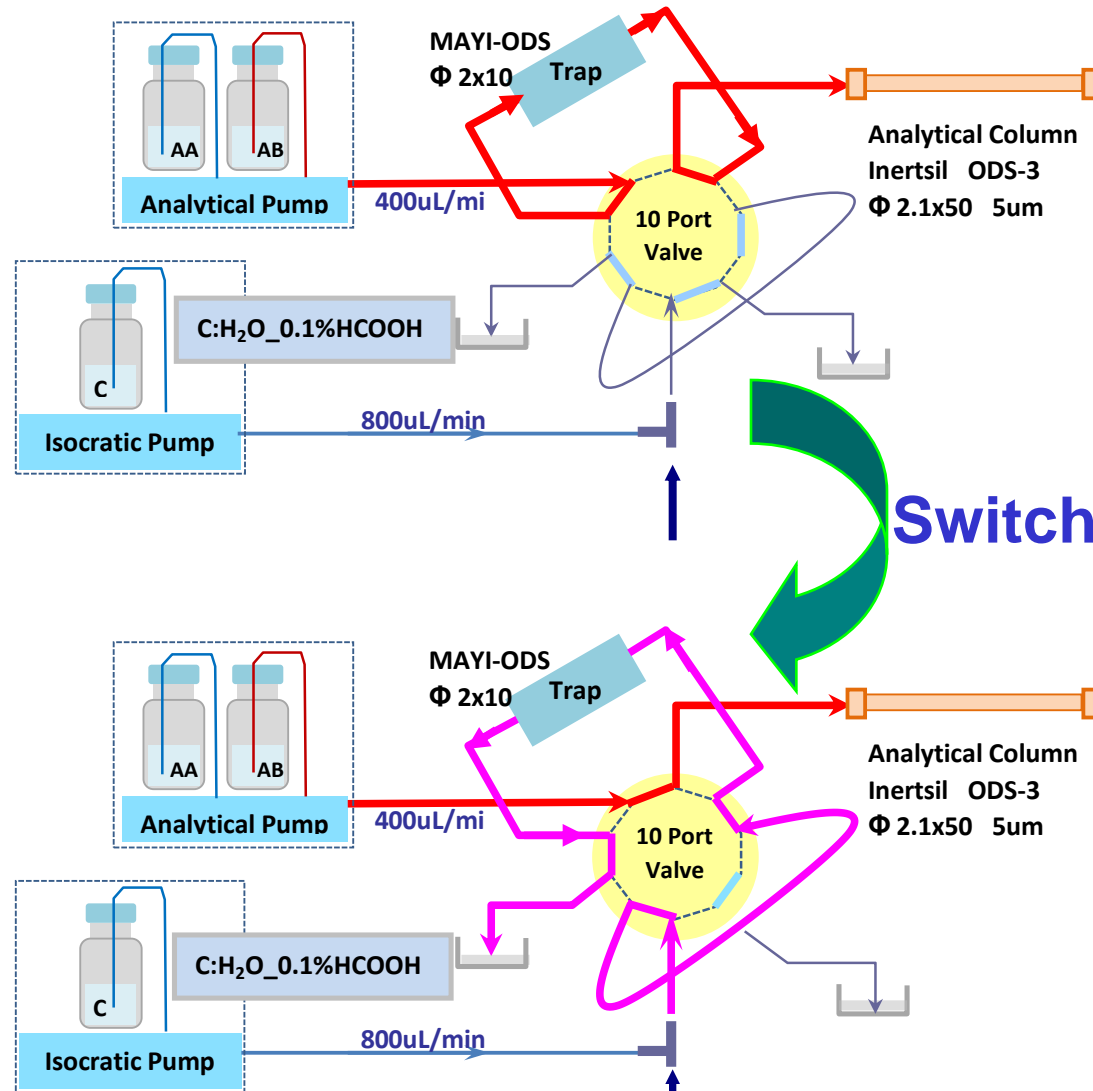 MAYI-ODS
Φ 2x10
Trap
AA
AB
Analytical Pump
400uL/mi
Analytical Column
Inertsil ODS-3
Φ 2.1x50 5um
10 Port
Valve
C:H₂O_0.1%HCOOH
C
Isocratic Pump
800uL/min
Switch
MAYI-ODS
Φ 2x10
Trap
AA
AB
Analytical Pump
400uL/mi
Analytical Column
Inertsil ODS-3
Φ 2.1x50 5um
10 Port
Valve
C:H₂O_0.1%HCOOH
C
Isocratic Pump
800uL/min